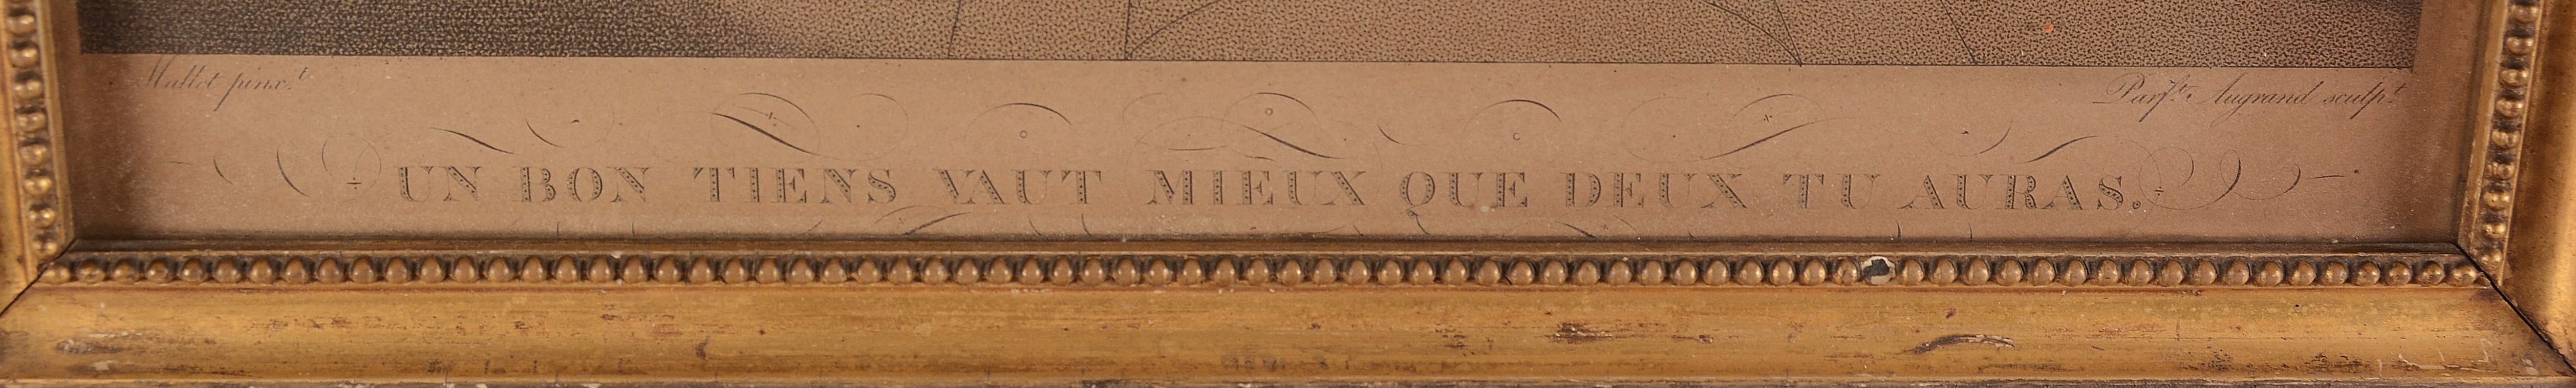 Mallet pinx.t
Parf.t Augrand sculp.t
UN BON TIENS VAUT MIEUX QUE DEUX TU AURAS.